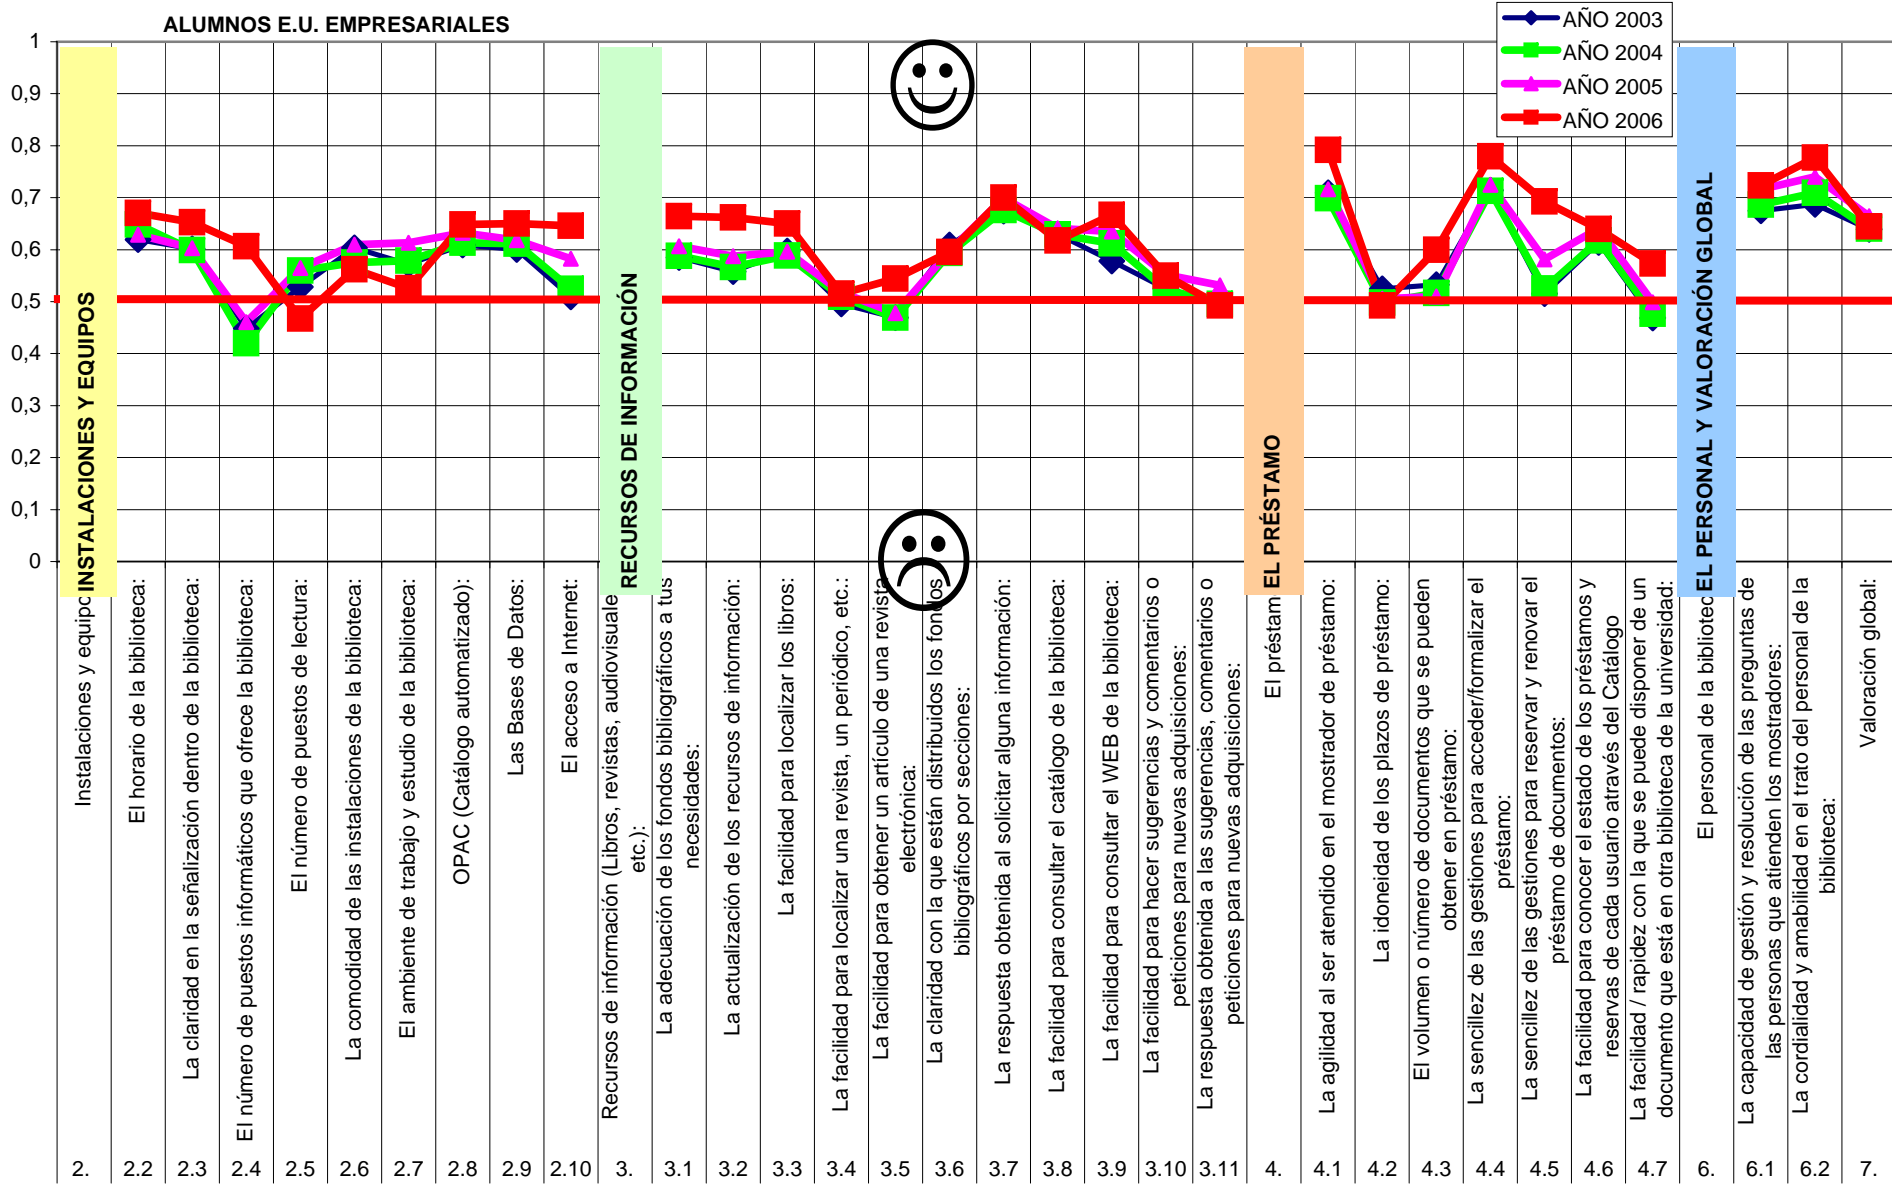 ALUMNOS E.U. EMPRESARIALES
AÑO 2003
AÑO 2004
AÑO 2005
AÑO 2006
1
0,9
0,8
0,7
0,6
0,5
0,4
0,3
0,2
0,1
0
INSTALACIONES Y EQUIPOS
RECURSOS DE INFORMACIÓN
EL PRÉSTAMO
EL PERSONAL Y VALORACIÓN GLOBAL
Instalaciones y equipo
El horario de la biblioteca:
La claridad en la señalización dentro de la biblioteca:
El número de puestos informáticos que ofrece la biblioteca:
El número de puestos de lectura:
La comodidad de las instalaciones de la biblioteca:
El ambiente de trabajo y estudio de la biblioteca:
OPAC (Catálogo automatizado):
Las Bases de Datos:
El acceso a Internet:
Recursos de información (Libros, revistas, audiovisuale
etc.):
La adecuación de los fondos bibliográficos a tus
necesidades:
La actualización de los recursos de información:
La facilidad para localizar los libros:
La facilidad para localizar una revista, un periódico, etc.:
La facilidad para obtener un artículo de una revista
electrónica:
La claridad con la que están distribuidos los fondos
bibliográficos por secciones:
La respuesta obtenida al solicitar alguna información:
La facilidad para consultar el catálogo de la biblioteca:
La facilidad para consultar el WEB de la biblioteca:
La facilidad para hacer sugerencias y comentarios o
peticiones para nuevas adquisiciones:
La respuesta obtenida a las sugerencias, comentarios o
peticiones para nuevas adquisiciones:
El préstam
La agilidad al ser atendido en el mostrador de préstamo:
La idoneidad de los plazos de préstamo:
El volumen o número de documentos que se pueden
obtener en préstamo:
La sencillez de las gestiones para acceder/formalizar el
préstamo:
La sencillez de las gestiones para reservar y renovar el
préstamo de documentos:
La facilidad para conocer el estado de los préstamos y
reservas de cada usuario através del Catálogo
La facilidad / rapidez con la que se puede disponer de un
documento que está en otra biblioteca de la universidad:
El personal de la bibliotec
La capacidad de gestión y resolución de las preguntas de
las personas que atienden los mostradores:
La cordialidad y amabilidad en el trato del personal de la
biblioteca:
Valoración global:
2.
2.2
2.3
2.4
2.5
2.6
2.7
2.8
2.9
2.10
3.
3.1
3.2
3.3
3.4
3.5
3.6
3.7
3.8
3.9
3.10
3.11
4.
4.1
4.2
4.3
4.4
4.5
4.6
4.7
6.
6.1
6.2
7.